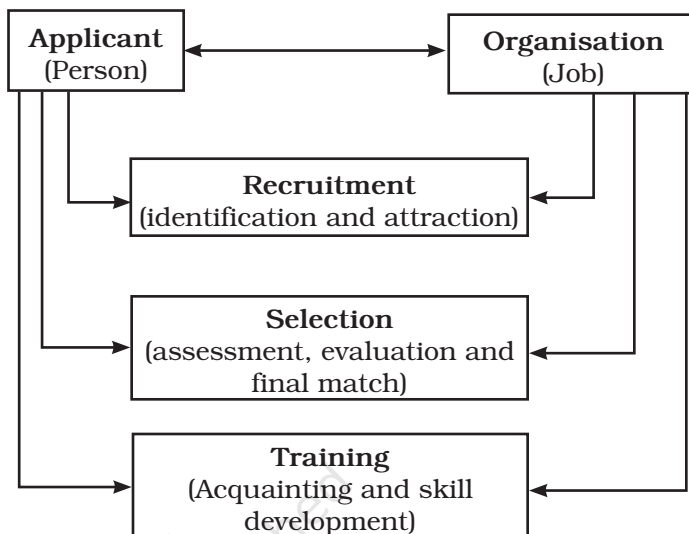 Applicant
(Person)
Organisation
(Job)
Recruitment
(identification and attraction)
Selection
(assessment, evaluation and
final match)
Training
(Acquainting and skill
development)